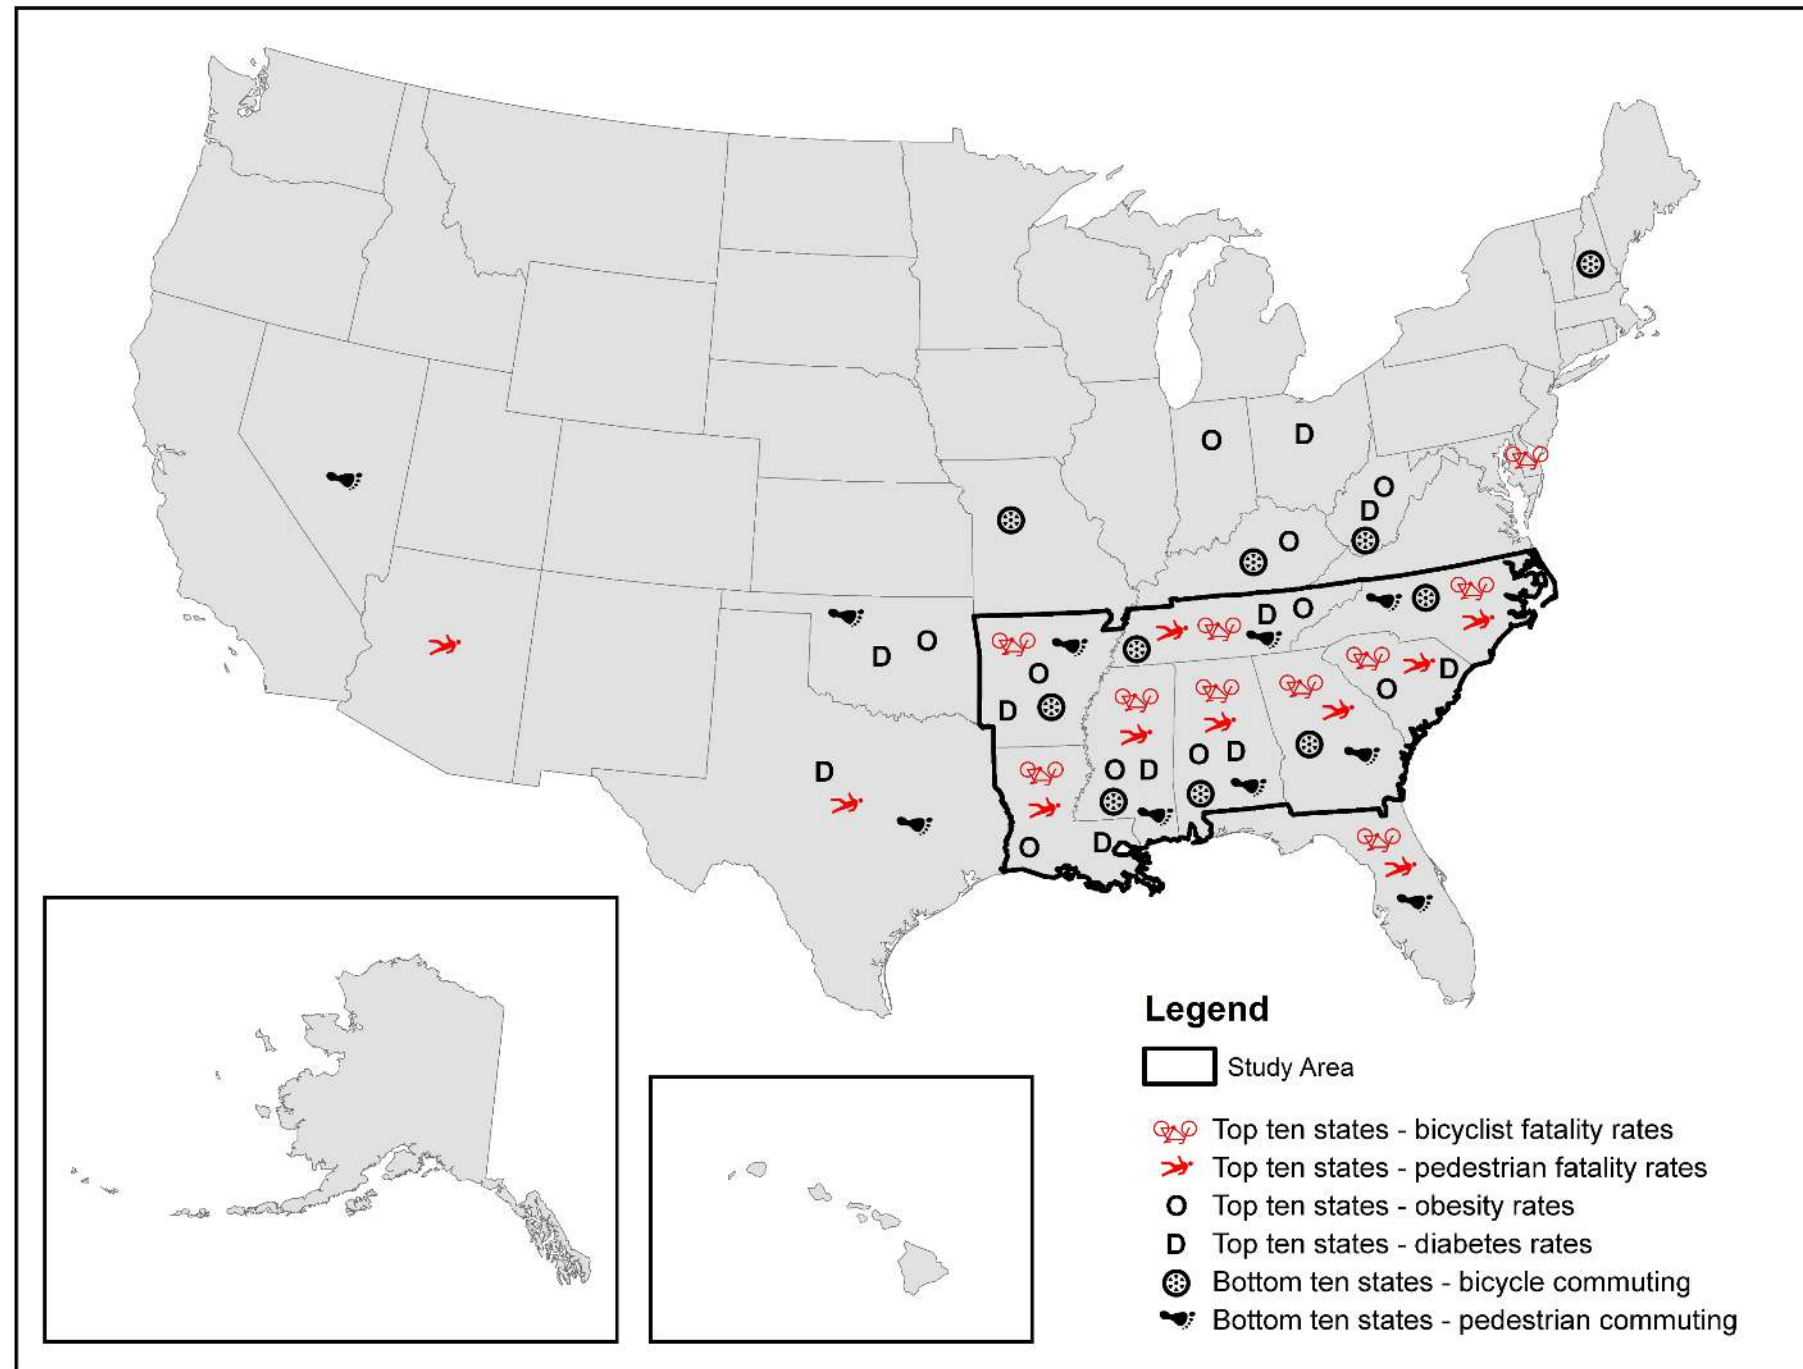 O
D
O
D
O
D
O
O
D
O
D
O
D
O
D
O
D
O
D
D
O
D
Legend
Study Area
Top ten states - bicyclist fatality rates
Top ten states - pedestrian fatality rates
O Top ten states - obesity rates
D Top ten states - diabetes rates
Bottom ten states - bicycle commuting
Bottom ten states - pedestrian commuting